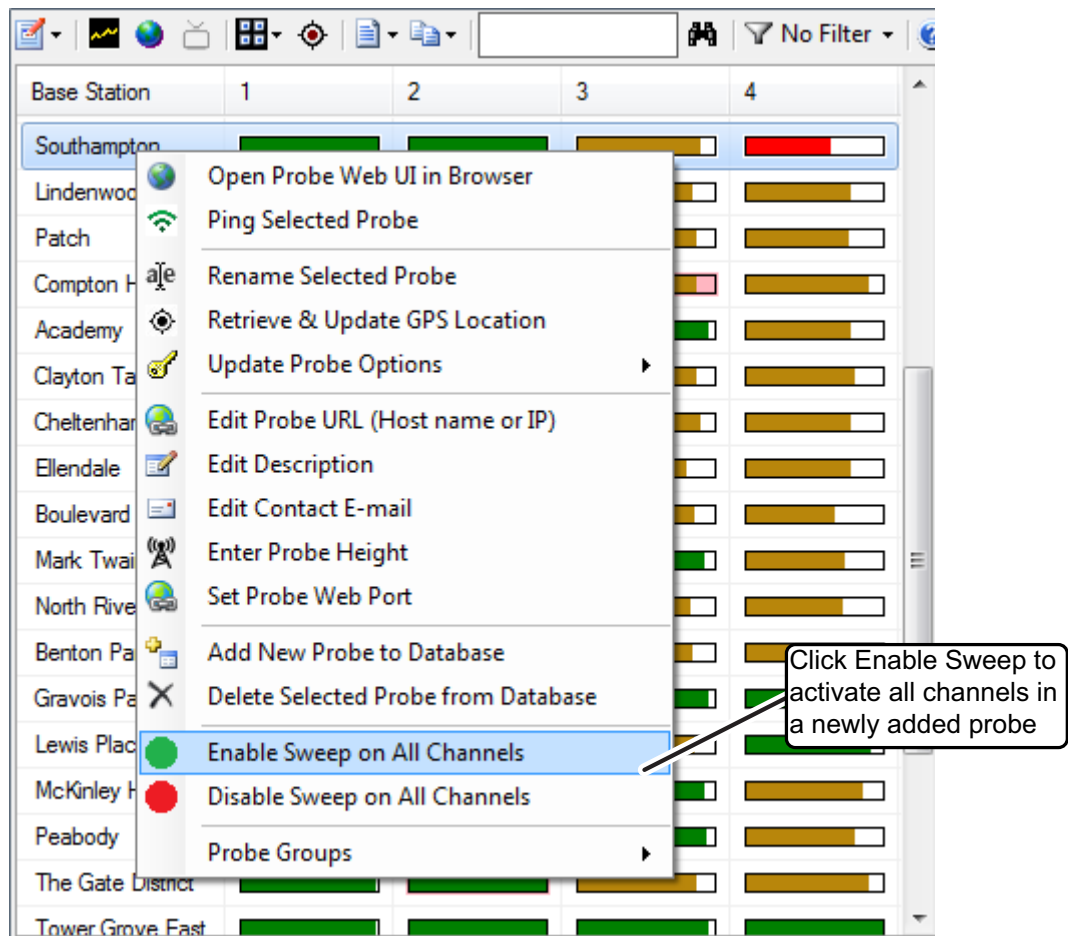 No Filter
Base Station 1 2 3 4
Southampton
Open Probe Web UI in Browser
Lindenwood
Ping Selected Probe
Patch
Rename Selected Probe
Compton H
Retrieve & Update GPS Location
Academy
Update Probe Options
Clayton Ta
Edit Probe URL (Host name or IP)
Cheltenhar
Edit Description
Ellendale
Edit Contact E-mail
Boulevard
Enter Probe Height
Mark Twai
Set Probe Web Port
North Rive
Add New Probe to Database
Benton Pa
Click Enable Sweep to
activate all channels in
a newly added probe
Delete Selected Probe from Database
Gravois Pa
Enable Sweep on All Channels
Lewis Plac
Disable Sweep on All Channels
McKinley H
Peabody
Probe Groups
The Gate District
Tower Grove East